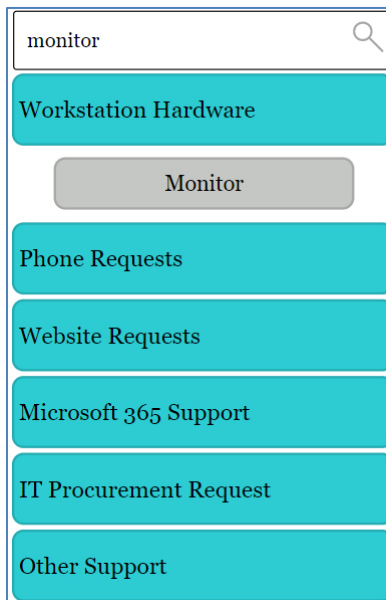 monitor
Workstation Hardware
Monitor
Phone Requests
Website Requests
Microsoft 365 Support
IT Procurement Request
Other Support